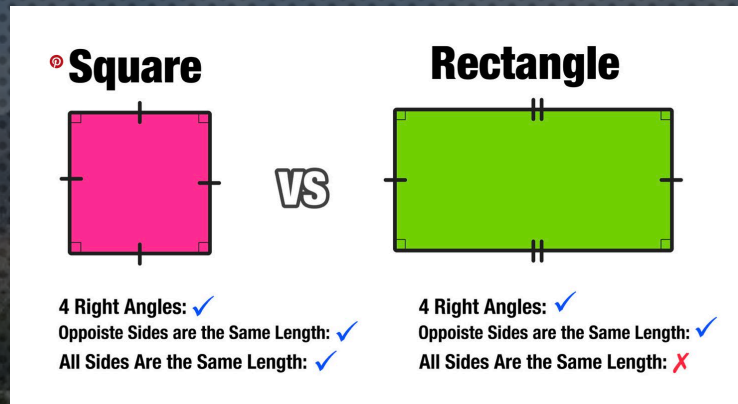 Square
Rectangle
VS
4 Right Angles: ✓
Oppoiste Sides are the Same Length: ✓
All Sides Are the Same Length: ✓
4 Right Angles: ✓
Oppoiste Sides are the Same Length: ✓
All Sides Are the Same Length: ✗